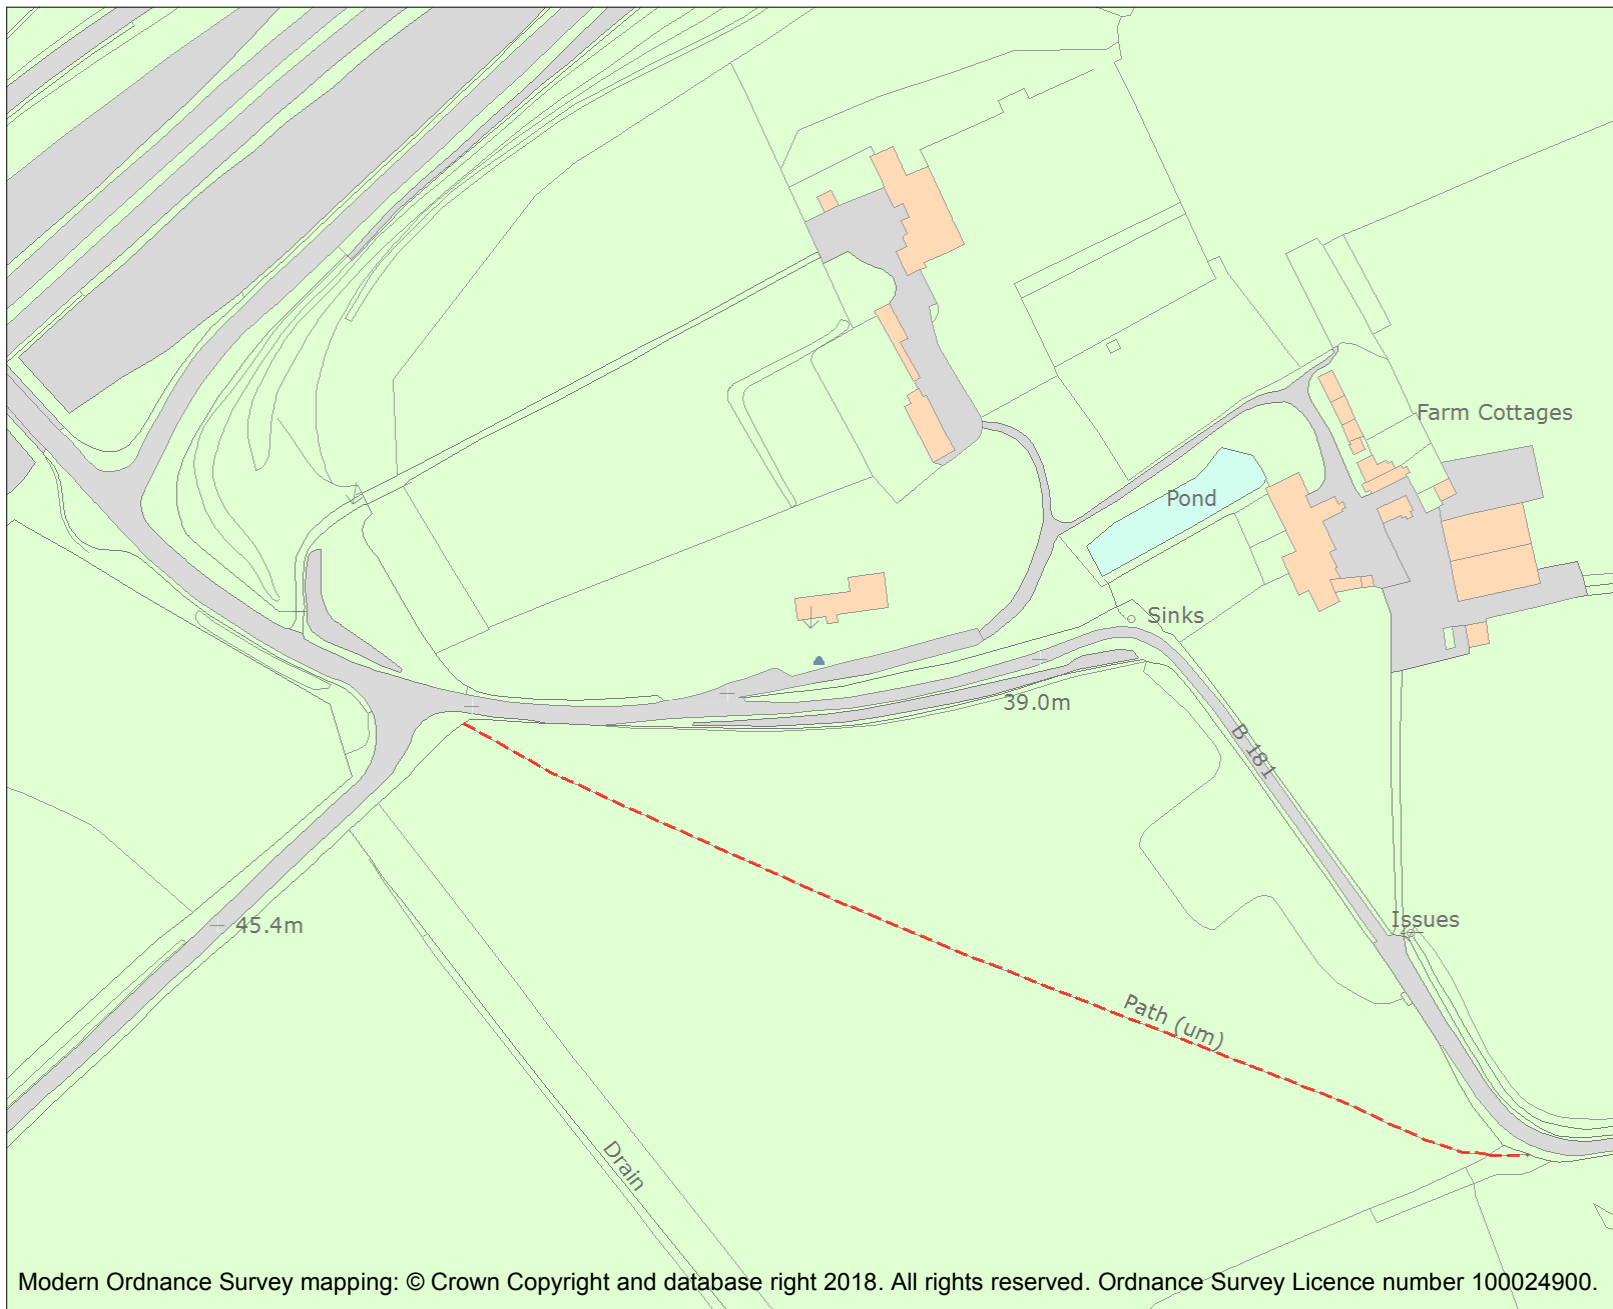 Farm Cottages
Pond
Sinks
39.0m
B 181
Issues
45.4m
Path (um)
Drain
Modern Ordnance Survey mapping: © Crown Copyright and database right 2018. All rights reserved. Ordnance Survey Licence number 100024900.